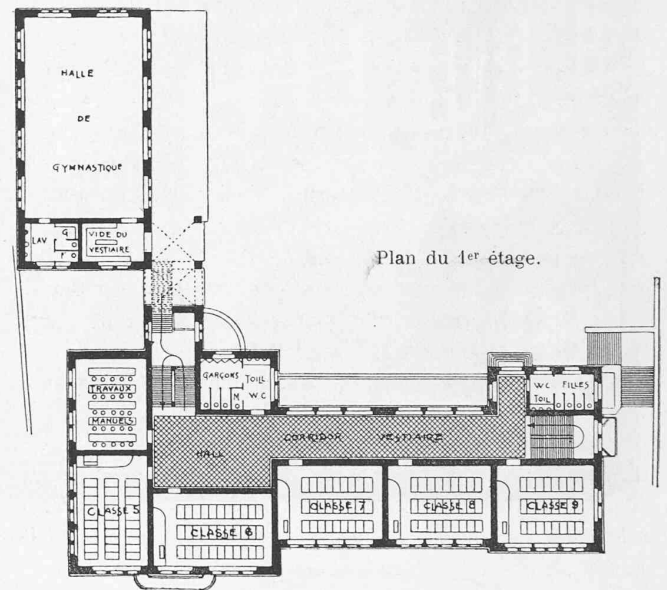 HALLE
DE
GYMNASTIQUE
LAV
G
F
VIDE DU
VESTIAIRE
Plan du 1er étage.
GARÇONS
TOILL
M
W.C
TRAVAUX
MANUELS
W.C. FILLES
TOIL
HALL
CORRIDOR VESTIAIRE
CLASSE 5
CLASSE 6
CLASSE 7
CLASSE 8
CLASSE 9